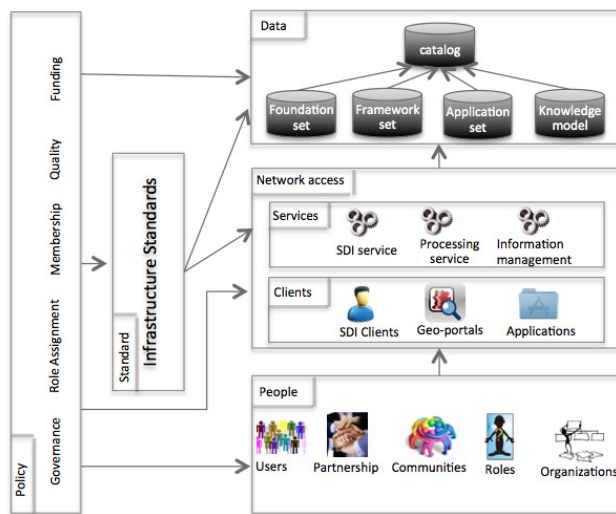 Policy
Governance
Role Assignment
Membership
Quality
Funding
Standard
Infrastructure Standards
Data
catalog
Foundation
set
Framework
set
Application
set
Knowledge
model
Network access
Services
SDI service
Processing
service
Information
management
Clients
SDI Clients
Geo-portals
Applications
People
Users
Partnership
Communities
Roles
Organizations